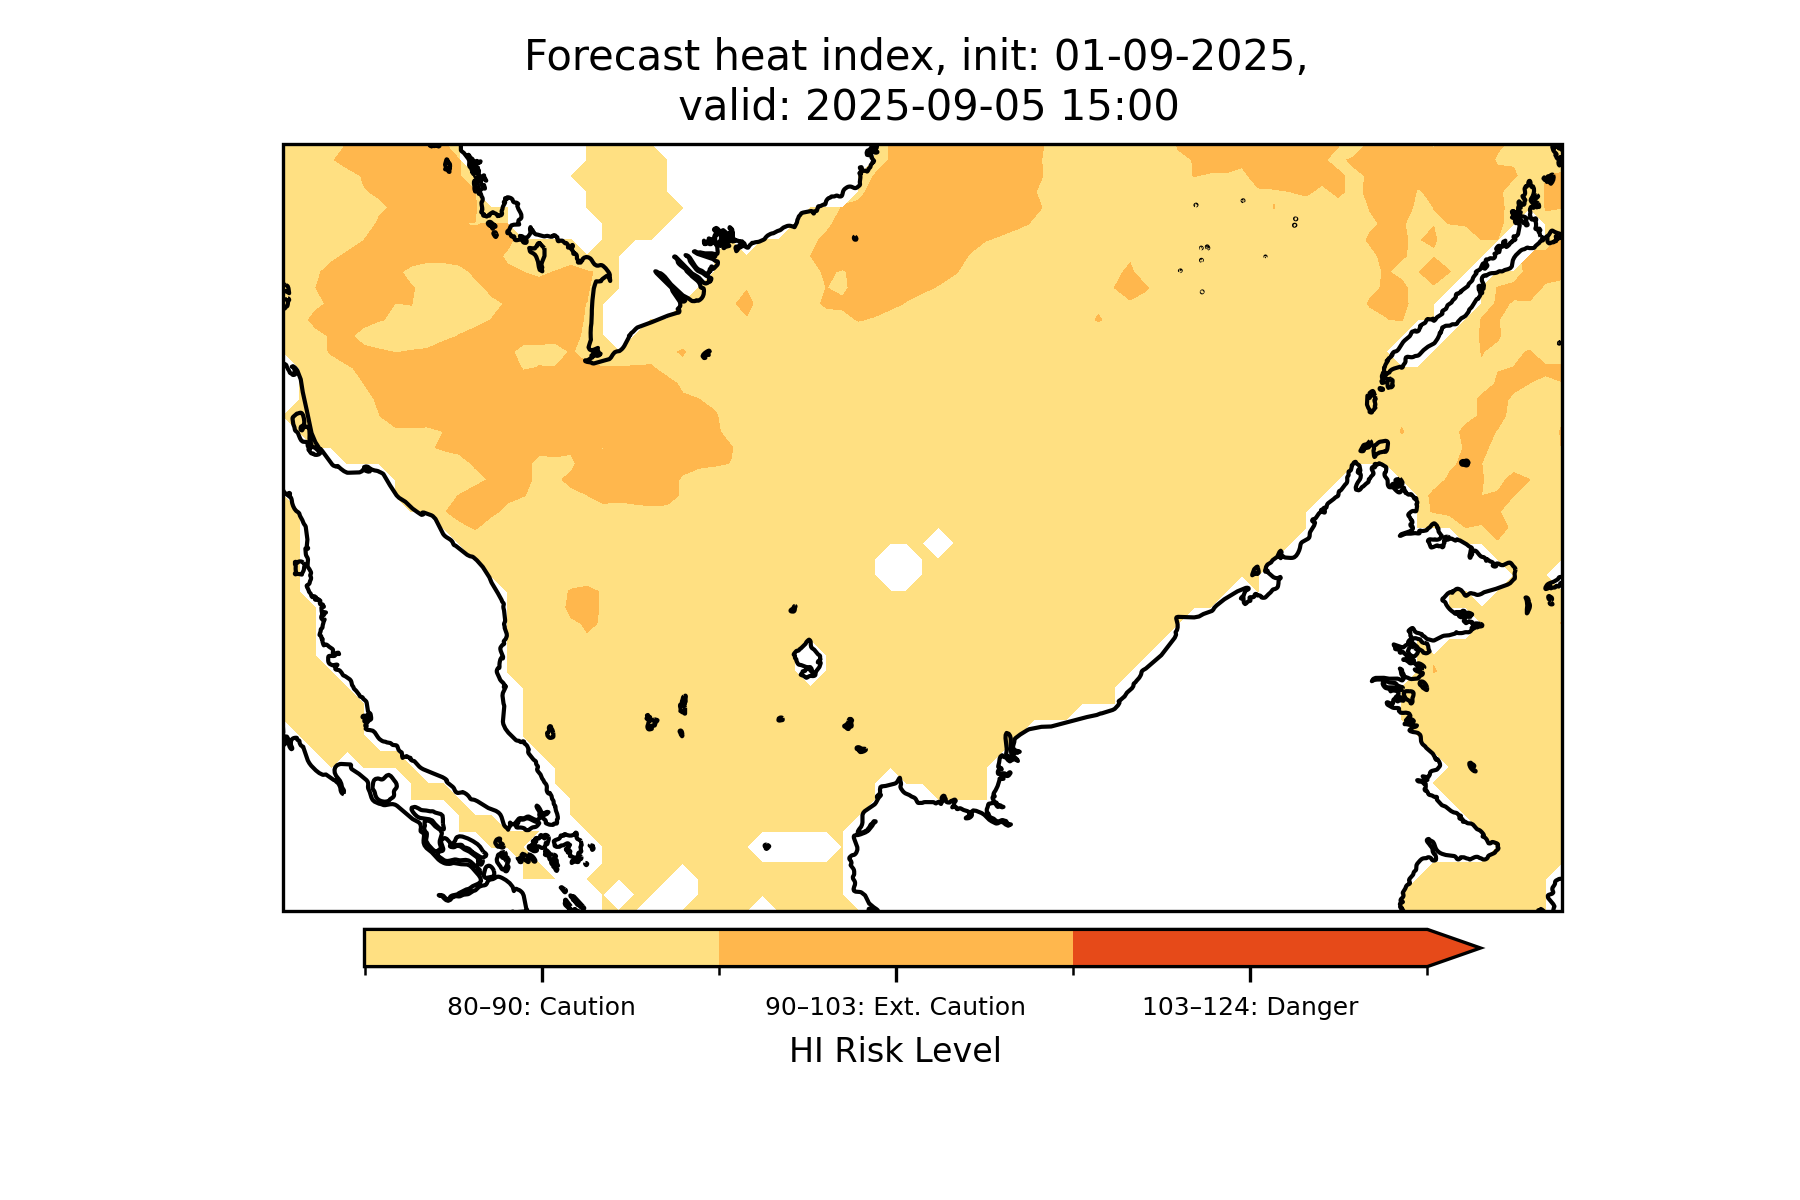 Forecast heat index, init: 01-09-2025,
valid: 2025-09-05 15:00
80–90: Caution
90–103: Ext. Caution
103–124: Danger
HI Risk Level